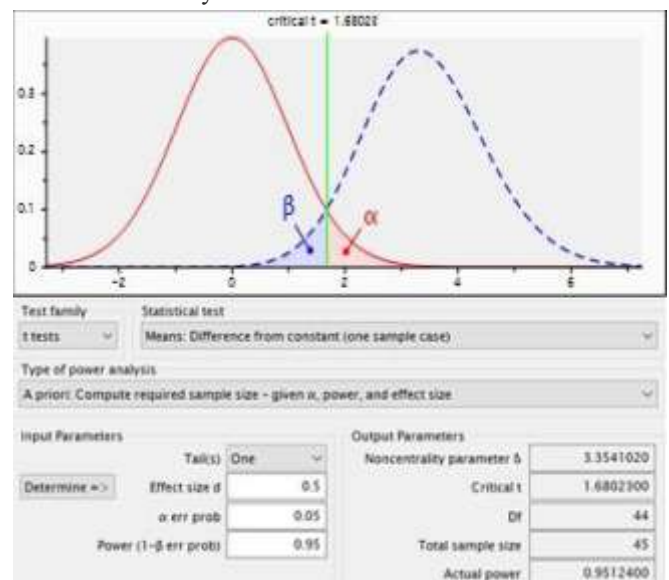 critical t = 1.68023
0.3
0.2
0.1
0
β
α
-2 0 2 4 6
Test family Statistical test
t tests Means: Difference from constant (one sample case)
Type of power analysis
A priori: Compute required sample size - given α, power, and effect size
Input Parameters Output Parameters
Tail(s) One Noncentrality parameter δ 3.3541020
Determine => Effect size d 0.5 Critical t 1.6802300
α err prob 0.05 Df 44
Power (1-β err prob) 0.95 Total sample size 45
Actual power 0.9512400